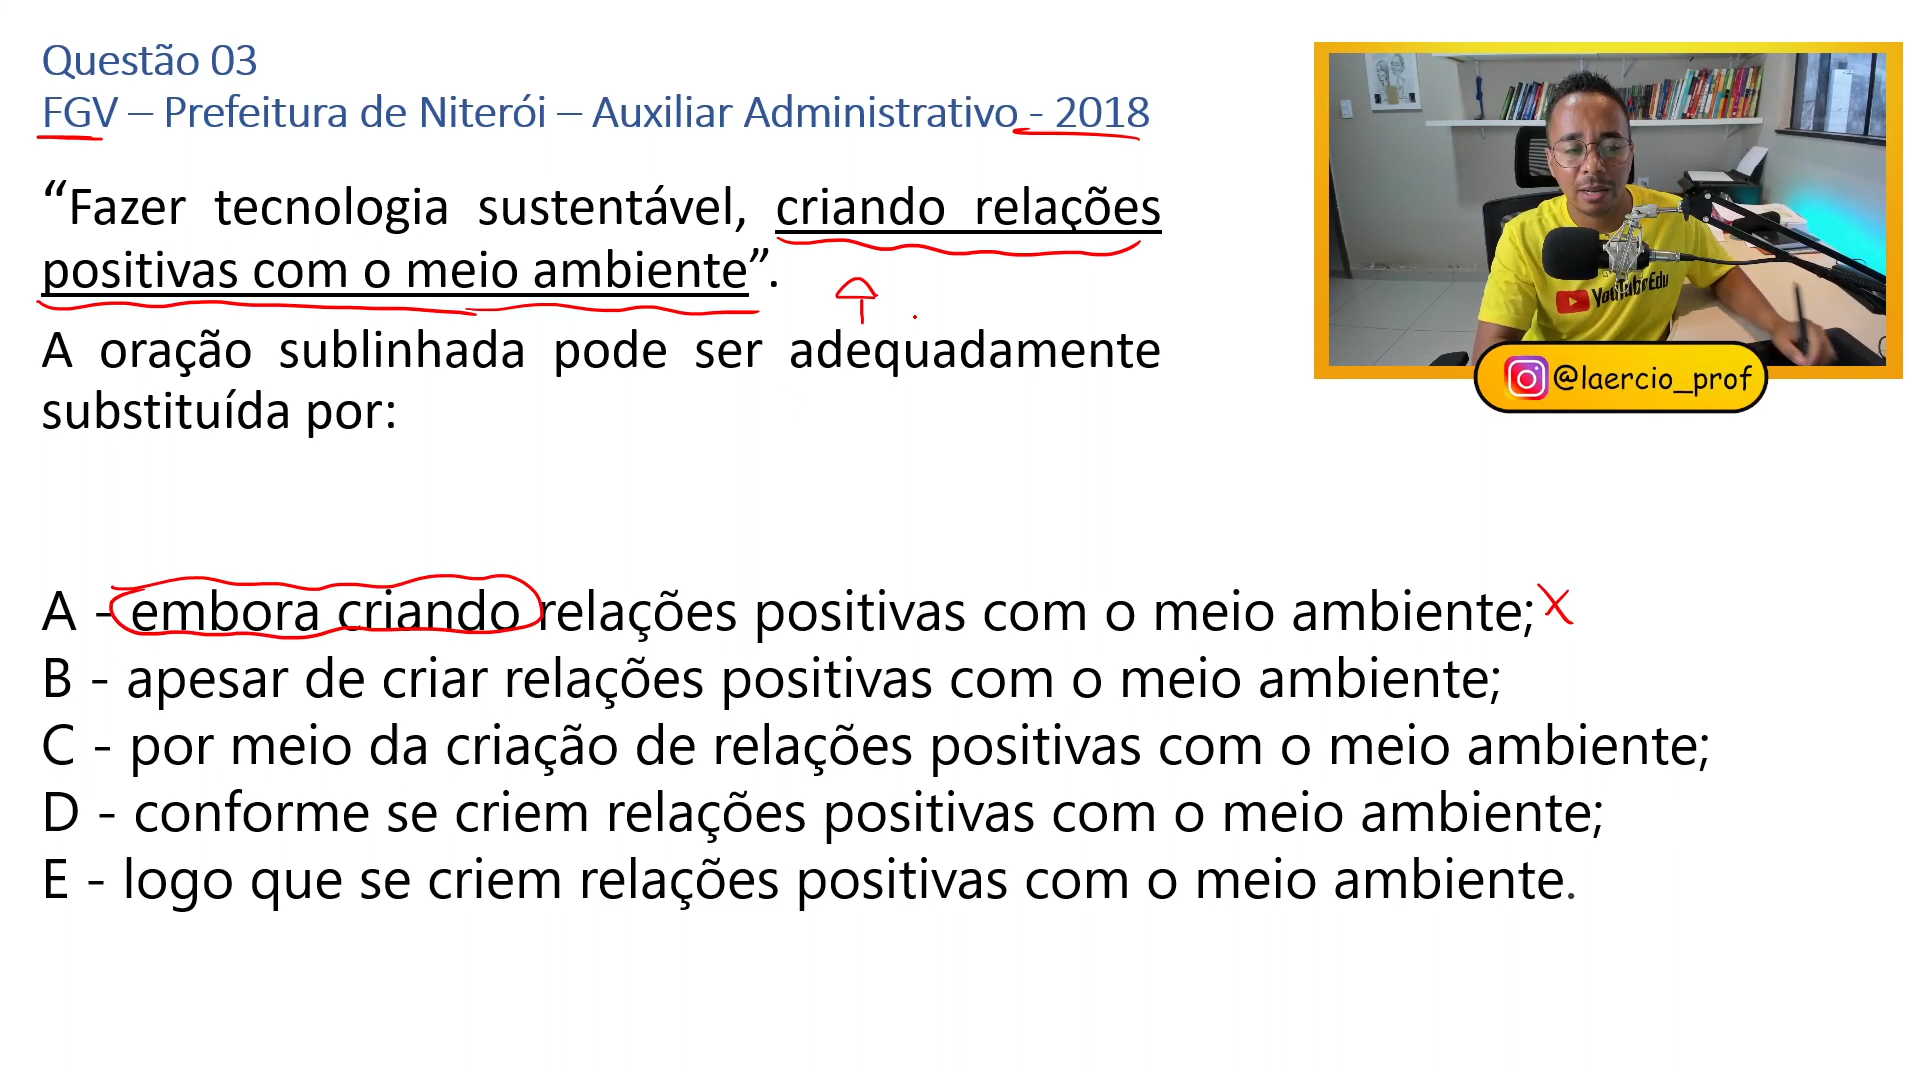 Questão 03
FGV – Prefeitura de Niterói – Auxiliar Administrativo - 2018
“Fazer tecnologia sustentável, criando relações
positivas com o meio ambiente”.
A oração sublinhada pode ser adequadamente
substituída por:
A - embora criando relações positivas com o meio ambiente;
B - apesar de criar relações positivas com o meio ambiente;
C - por meio da criação de relações positivas com o meio ambiente;
D - conforme se criem relações positivas com o meio ambiente;
E - logo que se criem relações positivas com o meio ambiente.
YouTubeEdu
@laercio_prof